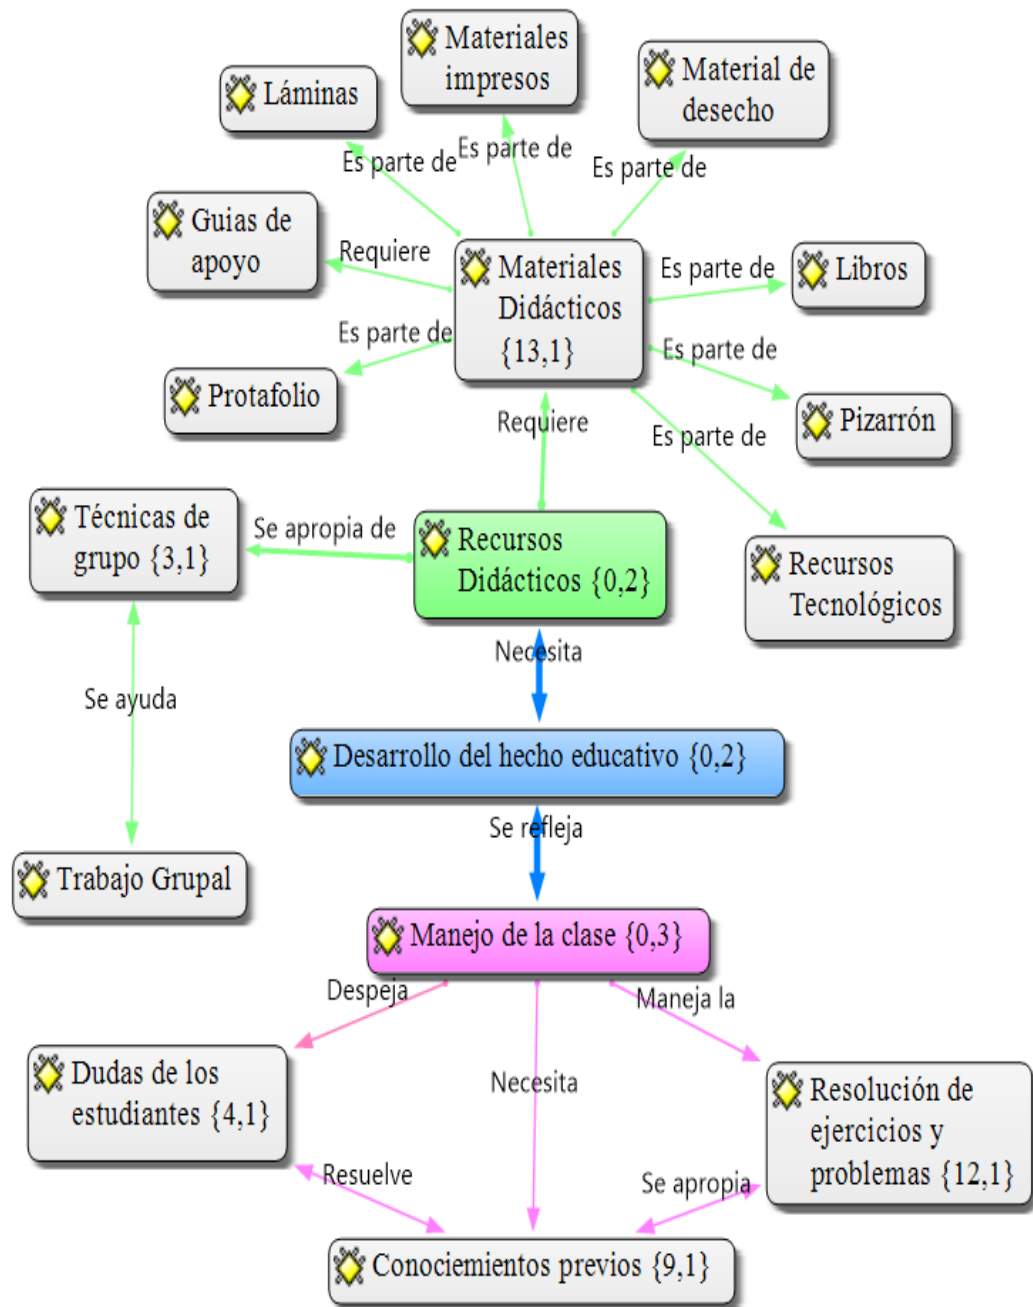 Materiales
impresos
Material de
desecho
Láminas
Es parte de
Es parte de
Es parte de
Guias de
apoyo
Requiere
Materiales
Didácticos
{13,1}
Es parte de
Libros
Es parte de
Protafolio
Es parte de
Pizarrón
Requiere
Es parte de
Técnicas de
grupo {3,1}
Se apropia de
Recursos
Didácticos {0,2}
Recursos
Tecnológicos
Necesita
Se ayuda
Desarrollo del hecho educativo {0,2}
Se refleja
Trabajo Grupal
Manejo de la clase {0,3}
Despeja
Maneja la
Necesita
Dudas de los
estudiantes {4,1}
Resolución de
ejercicios y
problemas {12,1}
Resuelve
Se apropia
Conociemientos previos {9,1}